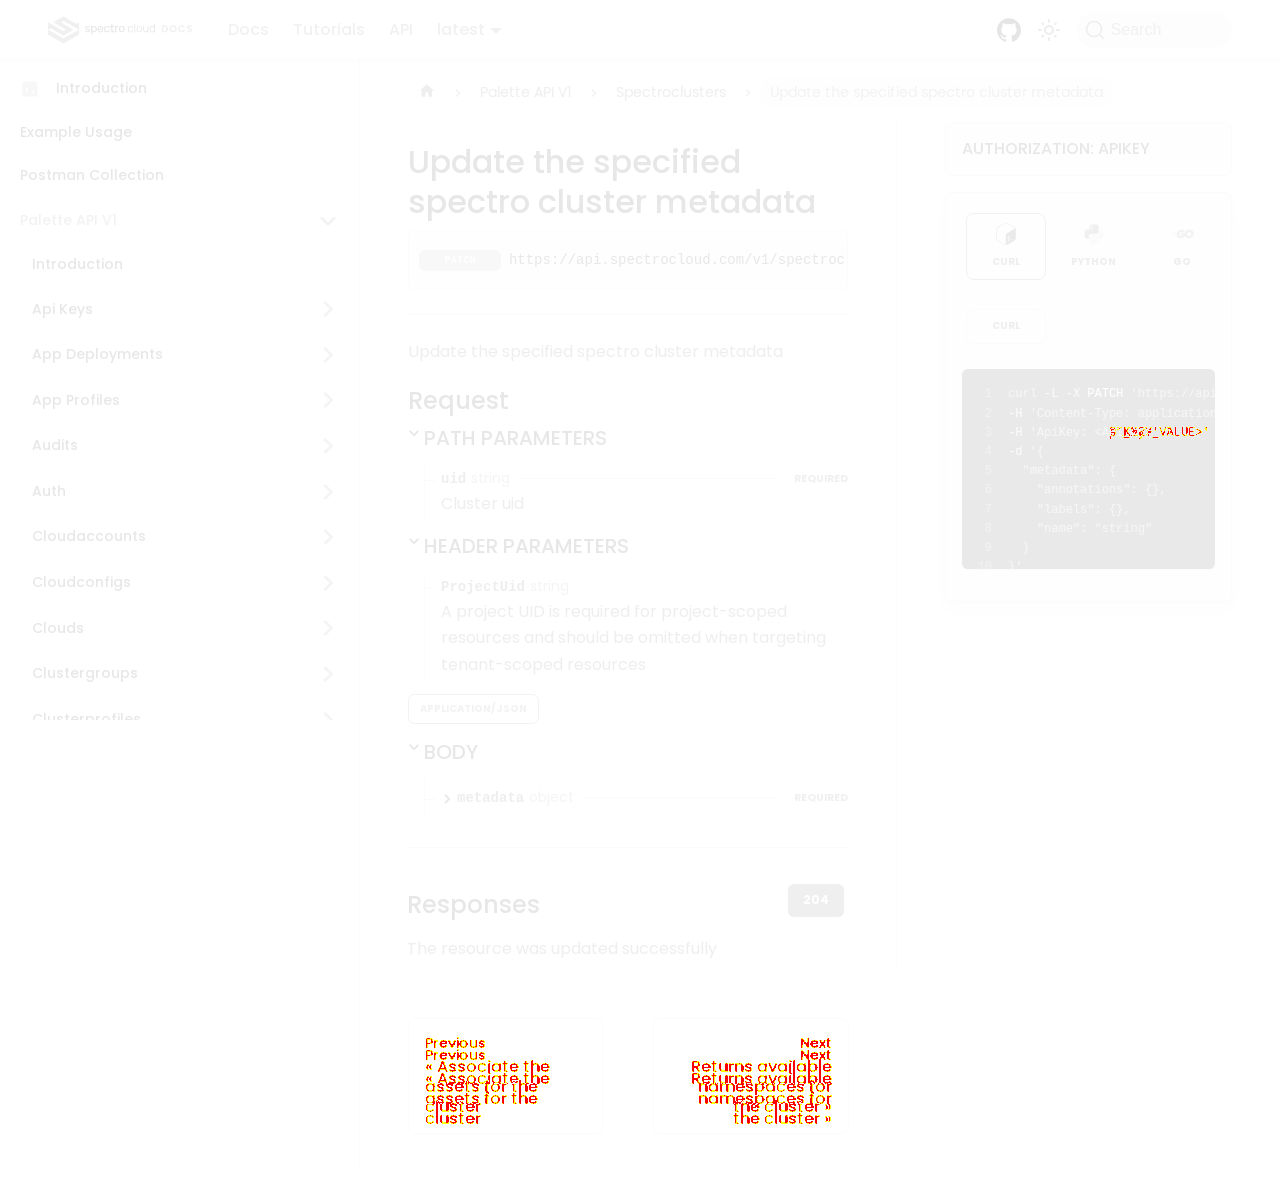 spectro cloud DOCS
Docs Tutorials API latest
Search
Introduction
Example Usage
Postman Collection
Palette API V1
Introduction
Api Keys
App Deployments
App Profiles
Audits
Auth
Cloudaccounts
Cloudconfigs
Clouds
Clustergroups
Clusterprofiles
Palette API V1
Spectroclusters
Update the specified spectro cluster metadata
Update the specified
spectro cluster metadata
PATCH https://api.spectrocloud.com/v1/spectroc
Update the specified spectro cluster metadata
Request
PATH PARAMETERS
uid string REQUIRED
Cluster uid
HEADER PARAMETERS
ProjectUid string
A project UID is required for project-scoped
resources and should be omitted when targeting
tenant-scoped resources
APPLICATION/JSON
BODY
metadata object REQUIRED
Responses
204
The resource was updated successfully
Previous
« Associate the
assets for the
cluster
Next
Returns available
namespaces for
the cluster »
AUTHORIZATION: APIKEY
CURL PYTHON GO
CURL
1 curl -L -X PATCH 'https://api
2 -H 'Content-Type: application
3 -H 'ApiKey:
4 -d '{
5 "metadata": {
6 "annotations": {},
7 "labels": {},
8 "name": "string"
9 }
10 }'